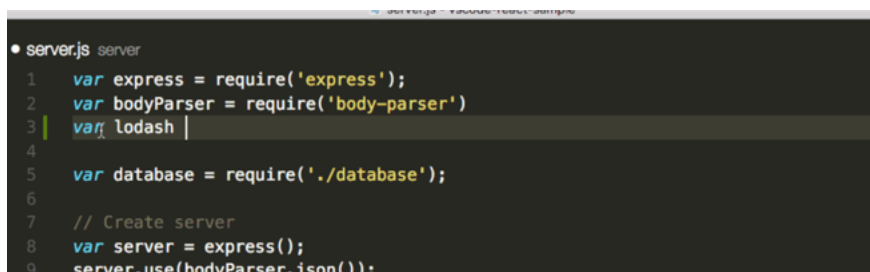 server.js - vscode-react-sample
server.js server
1 var express = require('express');
2 var bodyParser = require('body-parser')
3 var lodash
4
5 var database = require('./database');
6
7 // Create server
8 var server = express();
9 server.use(bodyParser.json());